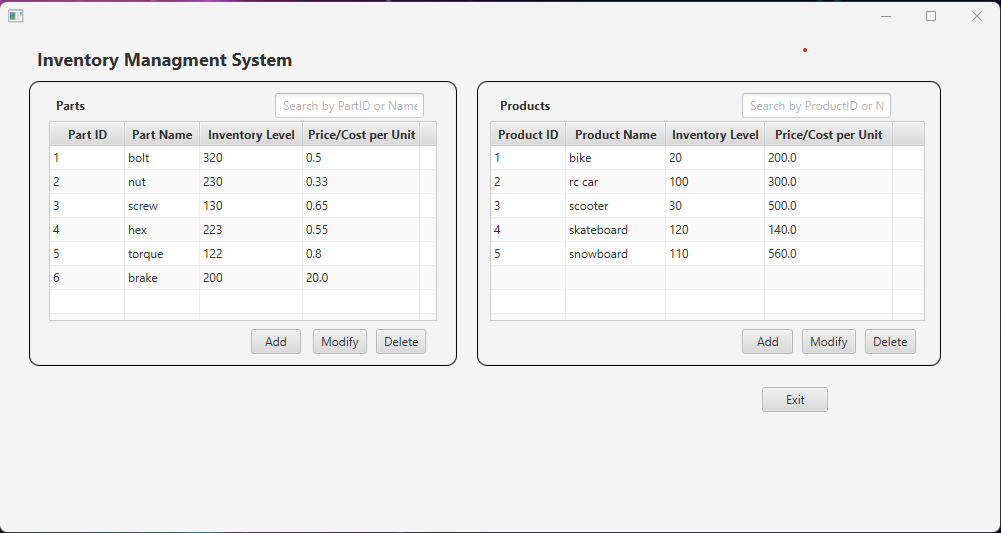 Inventory Managment System
Parts
Search by PartID or Name
Part ID Part Name Inventory Level Price/Cost per Unit
1 bolt 320 0.5
2 nut 230 0.33
3 screw 130 0.65
4 hex 223 0.55
5 torque 122 0.8
6 brake 200 20.0
Add Modify Delete
Products
Search by ProductID or N
Product ID Product Name Inventory Level Price/Cost per Unit
1 bike 20 200.0
2 rc car 100 300.0
3 scooter 30 500.0
4 skateboard 120 140.0
5 snowboard 110 560.0
Add Modify Delete
Exit